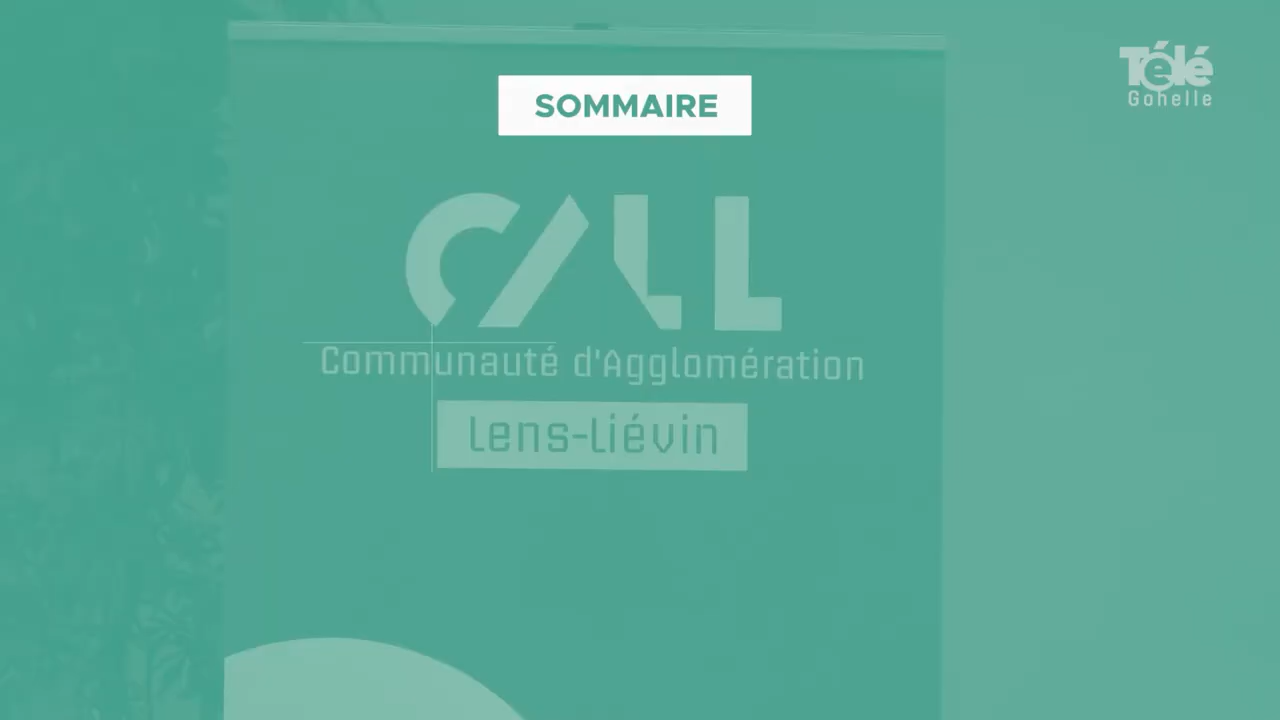 SOMMAIRE
Télé
Gohelle
CALL
Communauté d'Agglomération
Lens-Liévin